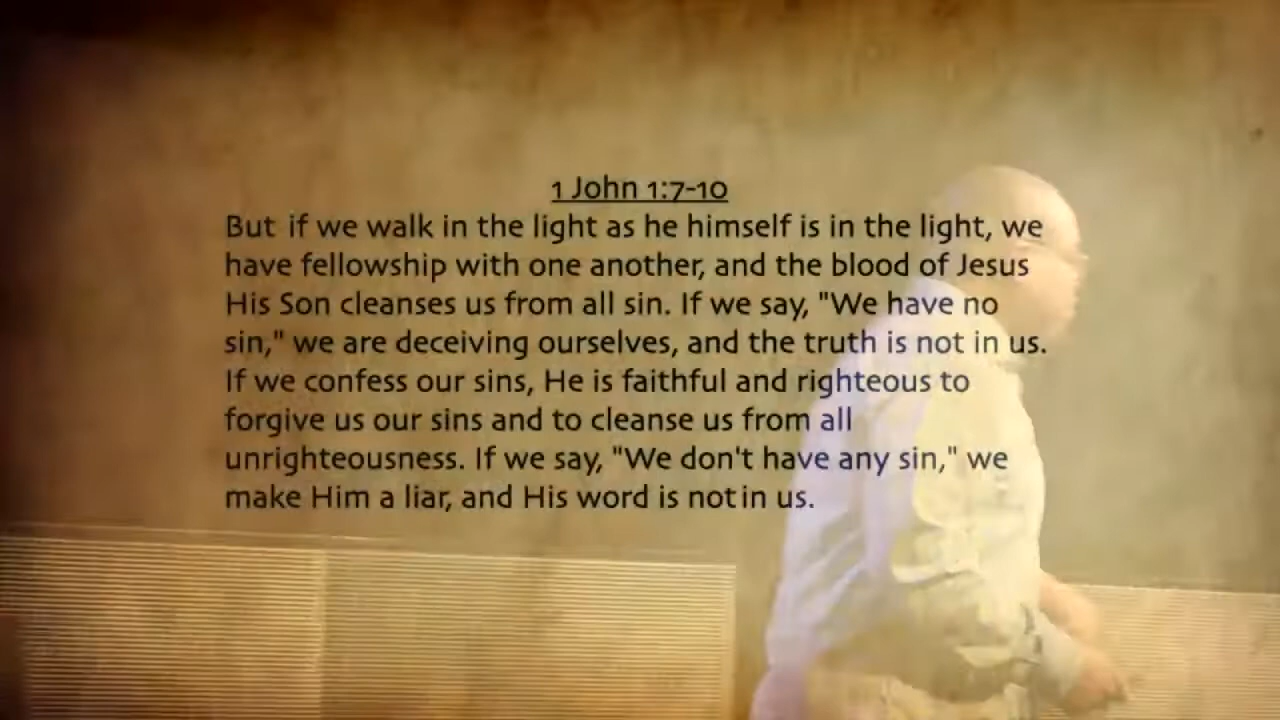 1 John 1:7-10
But if we walk in the light as he himself is in the light, we
have fellowship with one another, and the blood of Jesus
His Son cleanses us from all sin. If we say, "We have no
sin," we are deceiving ourselves, and the truth is not in us.
If we confess our sins, He is faithful and righteous to
forgive us our sins and to cleanse us from all
unrighteousness. If we say, "We don't have any sin," we
make Him a liar, and His word is not in us.